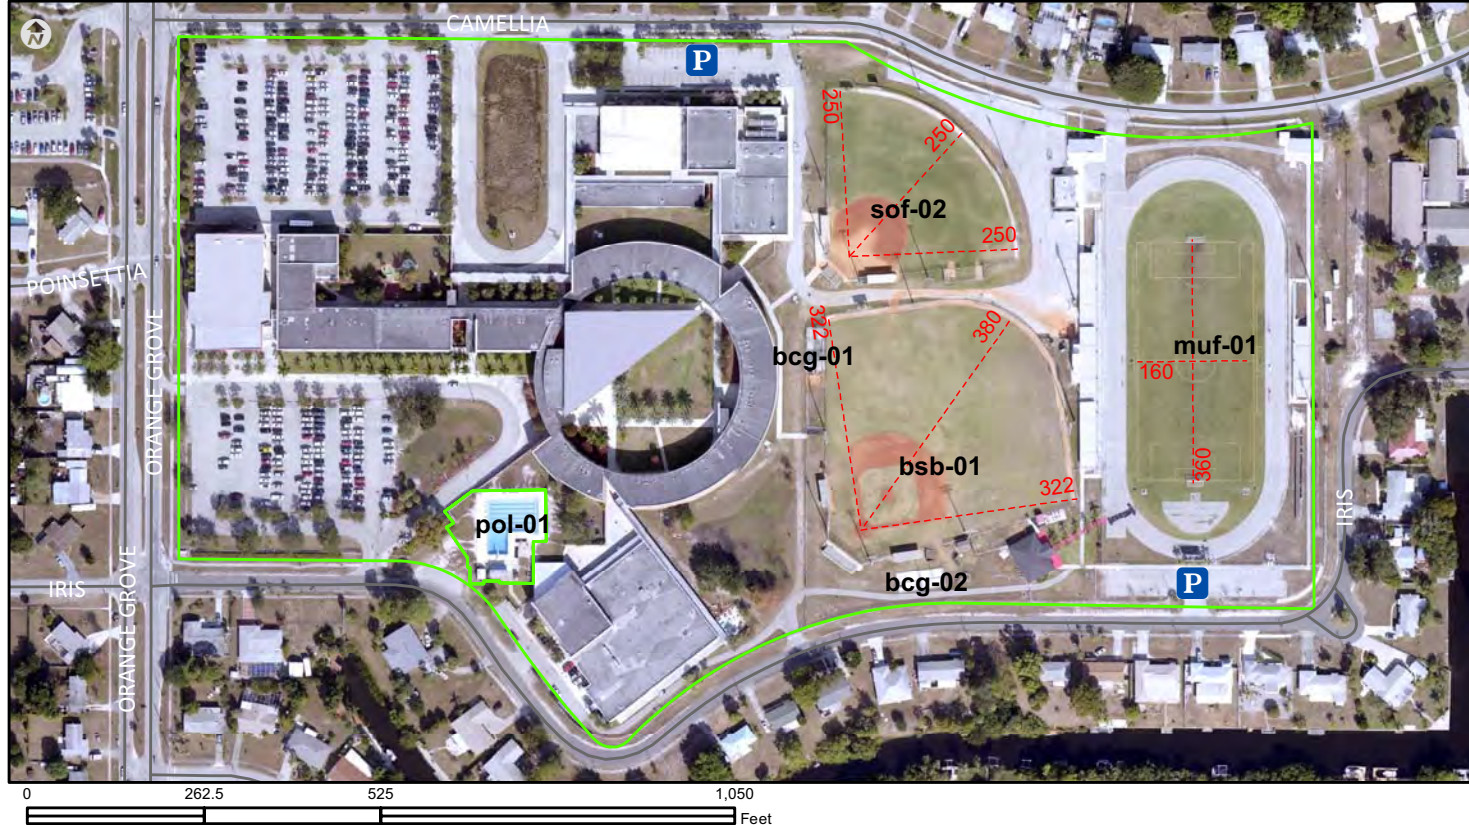 N
CAMELLIA
P
250
250
sof-02
250
POINSETTIA
ORANGE GROVE
322
380
bcg-01
muf-01
160
bsb-01
360
322
IRIS
pol-01
ORANGE GROVE
IRIS
bcg-02
P
0 262.5 525 1,050
Feet